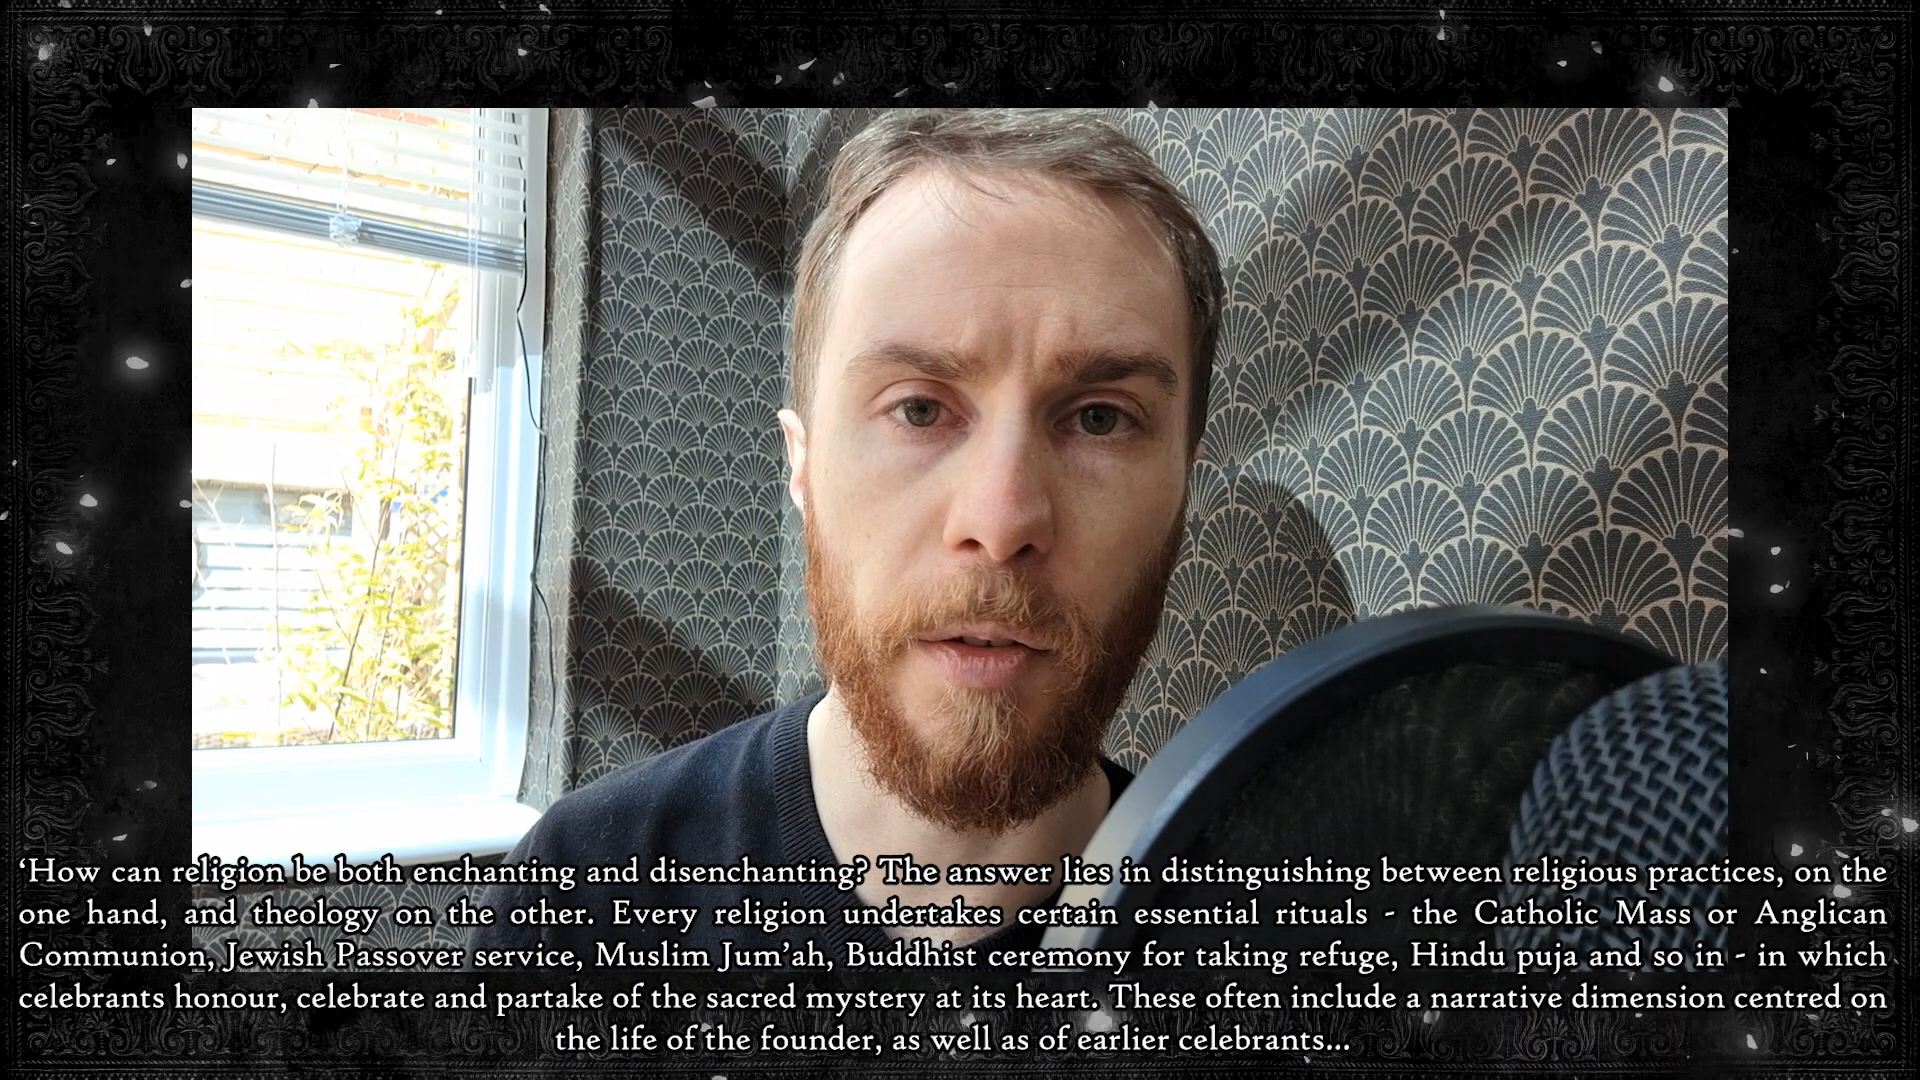 ‘How can religion be both enchanting and disenchanting? The answer lies in distinguishing between religious practices, on the
one hand, and theology on the other. Every religion undertakes certain essential rituals - the Catholic Mass or Anglican
Communion, Jewish Passover service, Muslim Jum’ah, Buddhist ceremony for taking refuge, Hindu puja and so in - in which
celebrants honour, celebrate and partake of the sacred mystery at its heart. These often include a narrative dimension centred on
the life of the founder, as well as of earlier celebrants...